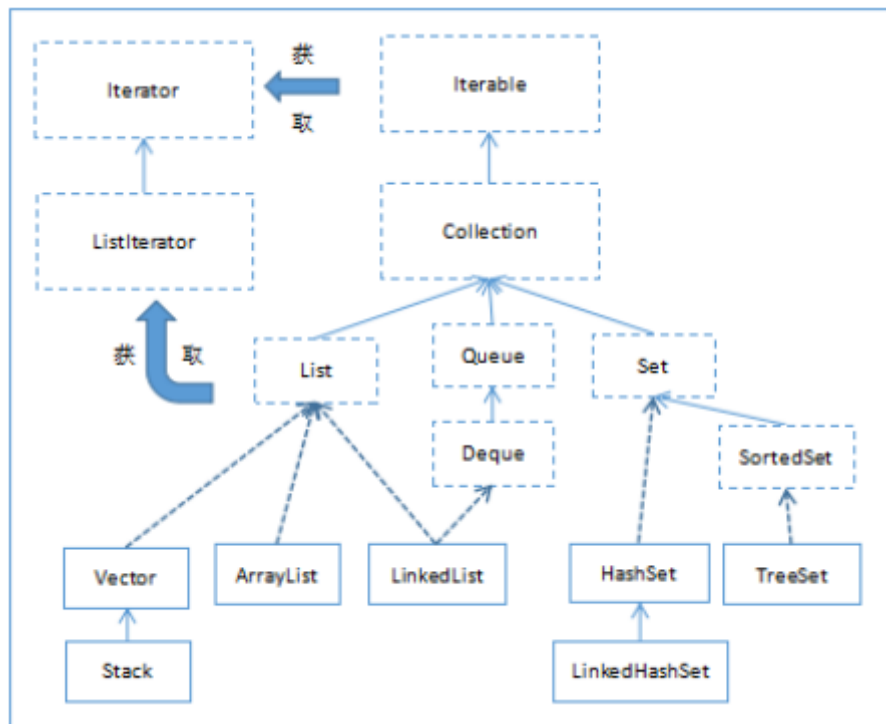 Iterator
获
取
Iterable
ListIterator
Collection
获 取
List
Queue
Set
Deque
SortedSet
Vector
ArrayList
LinkedList
HashSet
TreeSet
Stack
LinkedHashSet